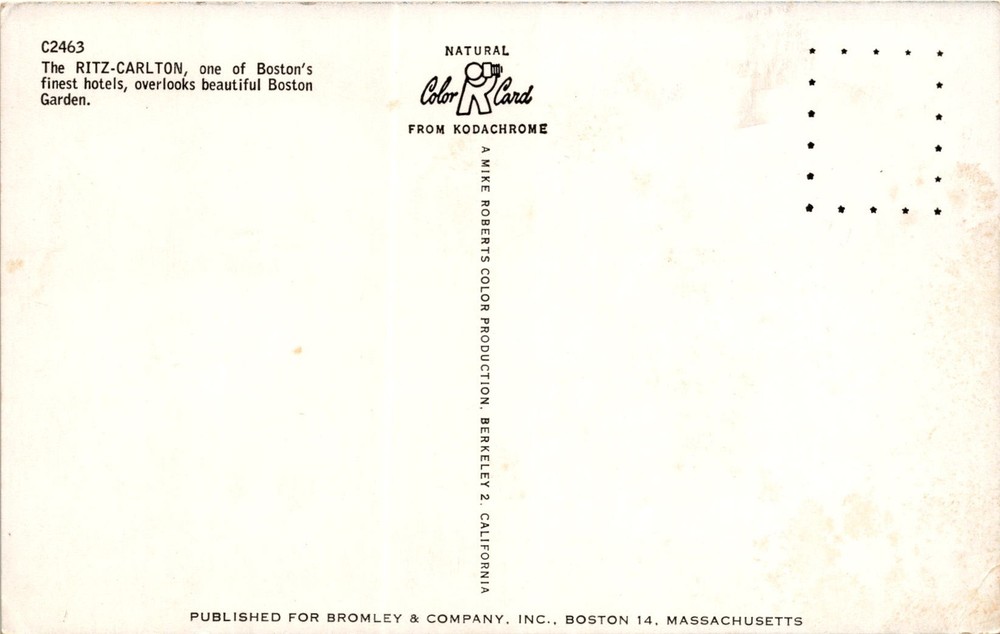 C2463
The RITZ-CARLTON, one of Boston's
finest hotels, overlooks beautiful Boston
Garden.
NATURAL
Color Card
FROM KODACHROME
A MIKE ROBERTS COLOR PRODUCTION, BERKELEY 2, CALIFORNIA
PUBLISHED FOR BROMLEY & COMPANY, INC., BOSTON 14, MASSACHUSETTS